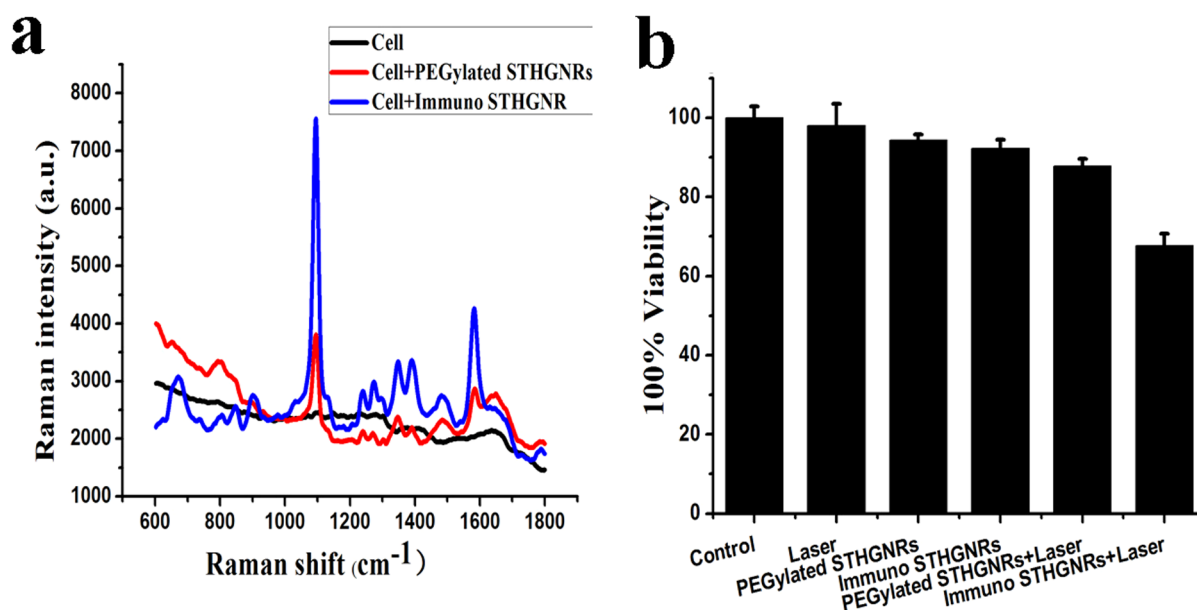 a
Cell
Cell+PEGylated STHGNRs
Cell+Immuno STHGNR
8000
7000
6000
5000
4000
3000
2000
1000
Raman intensity (a.u.)
600
800
1000
1200
1400
1600
1800
Raman shift (cm-1)
b
100
80
60
40
20
0
100% Viability
Control
Laser
PEGylated STHGNRs
Immuno STHGNRs
PEGylated STHGNRs+Laser
Immuno STHGNRs+Laser